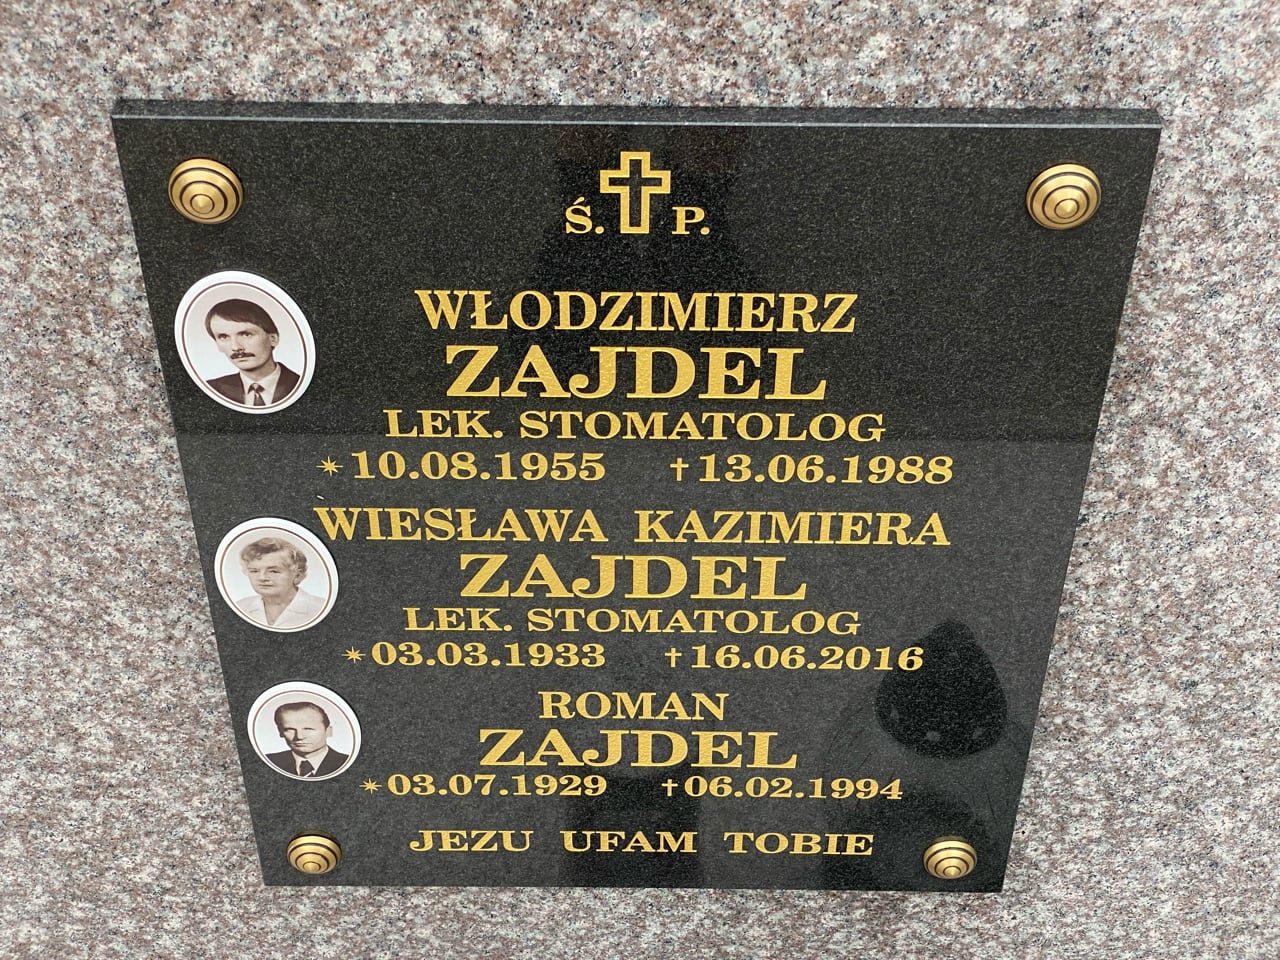 Ś. P.
WŁODZIMIERZ
ZAJDEL
LEK. STOMATOLOG
✴10.08.1955 †13.06.1988
WIESŁAWA KAZIMIERA
ZAJDEL
LEK. STOMATOLOG
✴03.03.1933 †16.06.2016
ROMAN
ZAJDEL
✴03.07.1929 †06.02.1994
JEZU UFAM TOBIE